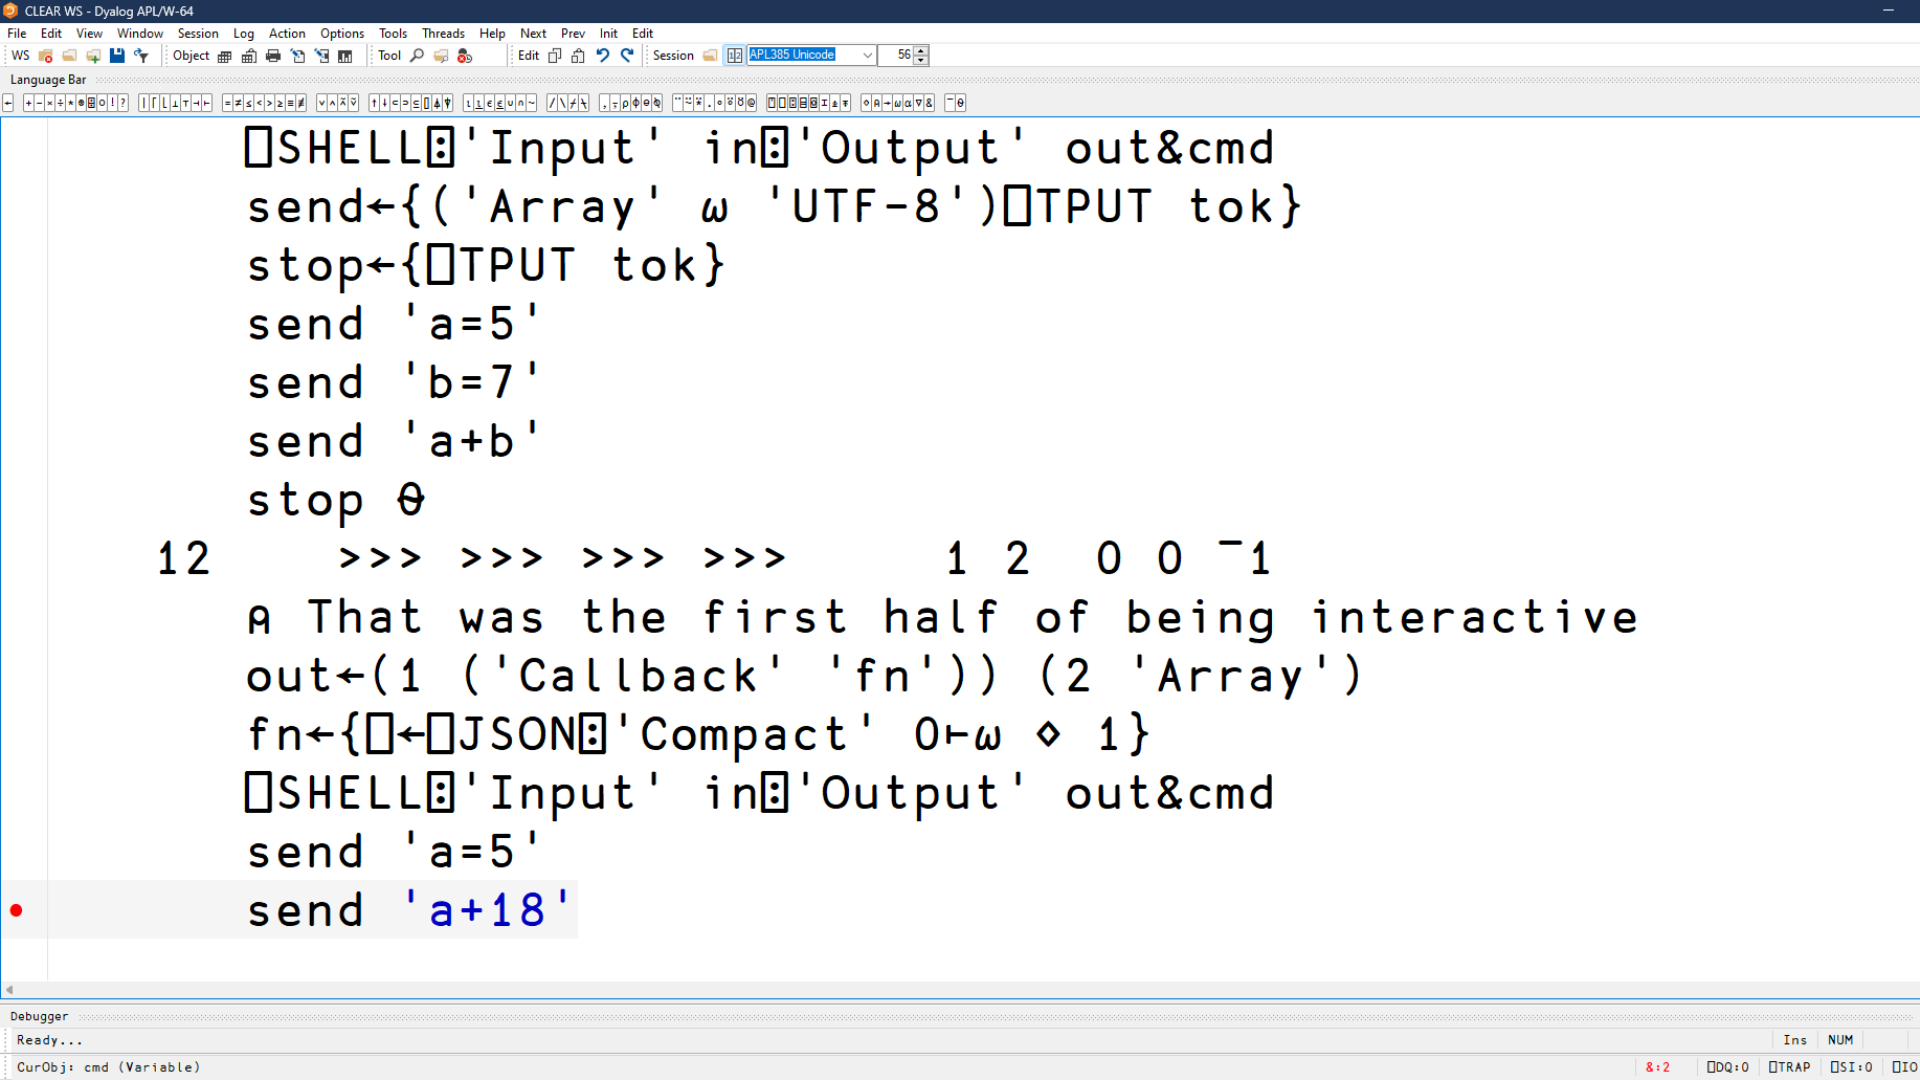 CLEAR WS - Dyalog APL/W-64
File Edit View Window Session Log Action Options Tools Threads Help Next Prev Init Edit
WS Object Tool Edit Session APL385 Unicode 56
Language Bar
⎕SHELL⍠'Input' in⍠'Output' out&cmd
send←{('Array' ⍵ 'UTF-8')⎕TPUT tok}
stop←{⎕TPUT tok}
send 'a=5'
send 'b=7'
send 'a+b'
stop ⍬
12 >>> >>> >>> >>> 1 2 0 0 ¯1
⍝ That was the first half of being interactive
out←(1 ('Callback' 'fn')) (2 'Array')
fn←{⎕←⎕JSON⍠'Compact' 0⊢⍵ ⋄ 1}
⎕SHELL⍠'Input' in⍠'Output' out&cmd
send 'a=5'
send 'a+18'
Debugger
Ready...
Ins NUM
CurObj: cmd (Variable)
&:2 ⎕DQ:0 ⎕TRAP ⎕SI:0 ⎕IO